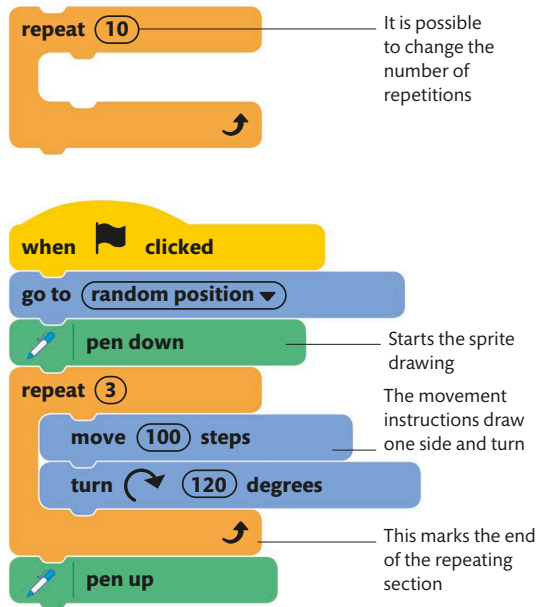 repeat 10
It is possible
to change the
number of
repetitions
when clicked
go to random position
pen down
Starts the sprite
drawing
repeat 3
The movement
instructions draw
one side and turn
move 100 steps
turn 120 degrees
This marks the end
of the repeating
section
pen up